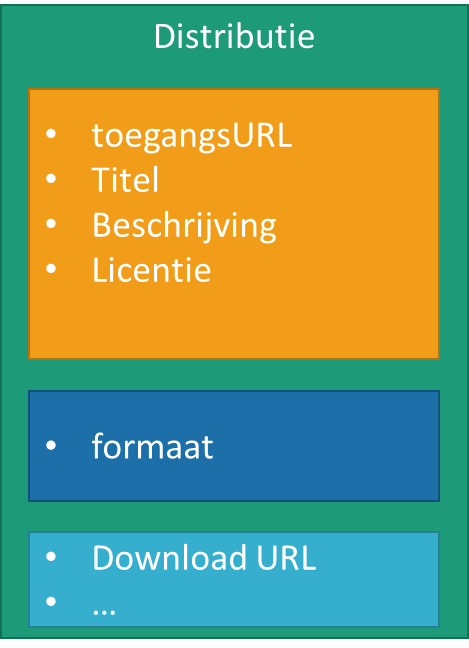 Distributie
• toegangsURL
• Titel
• Beschrijving
• Licentie
• formaat
• Download URL
• ...